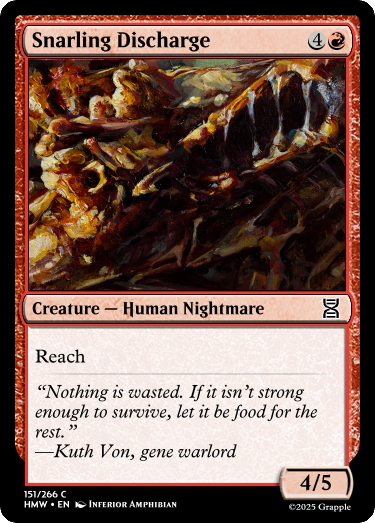 Snarling Discharge 4
Creature — Human Nightmare
Reach
“Nothing is wasted. If it isn't strong
enough to survive, let it be food for the
rest.”
—Kuth Von, gene warlord
4/5
151/266 C
HMW • EN Inferior Amphibian
©2025 Grapple